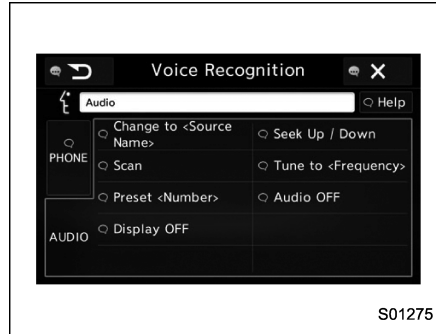 Voice Recognition
Audio
Help
PHONE
Change to <Source
Name>
Seek Up / Down
Scan
Tune to <Frequency>
Preset <Number>
Audio OFF
AUDIO
Display OFF
S01275